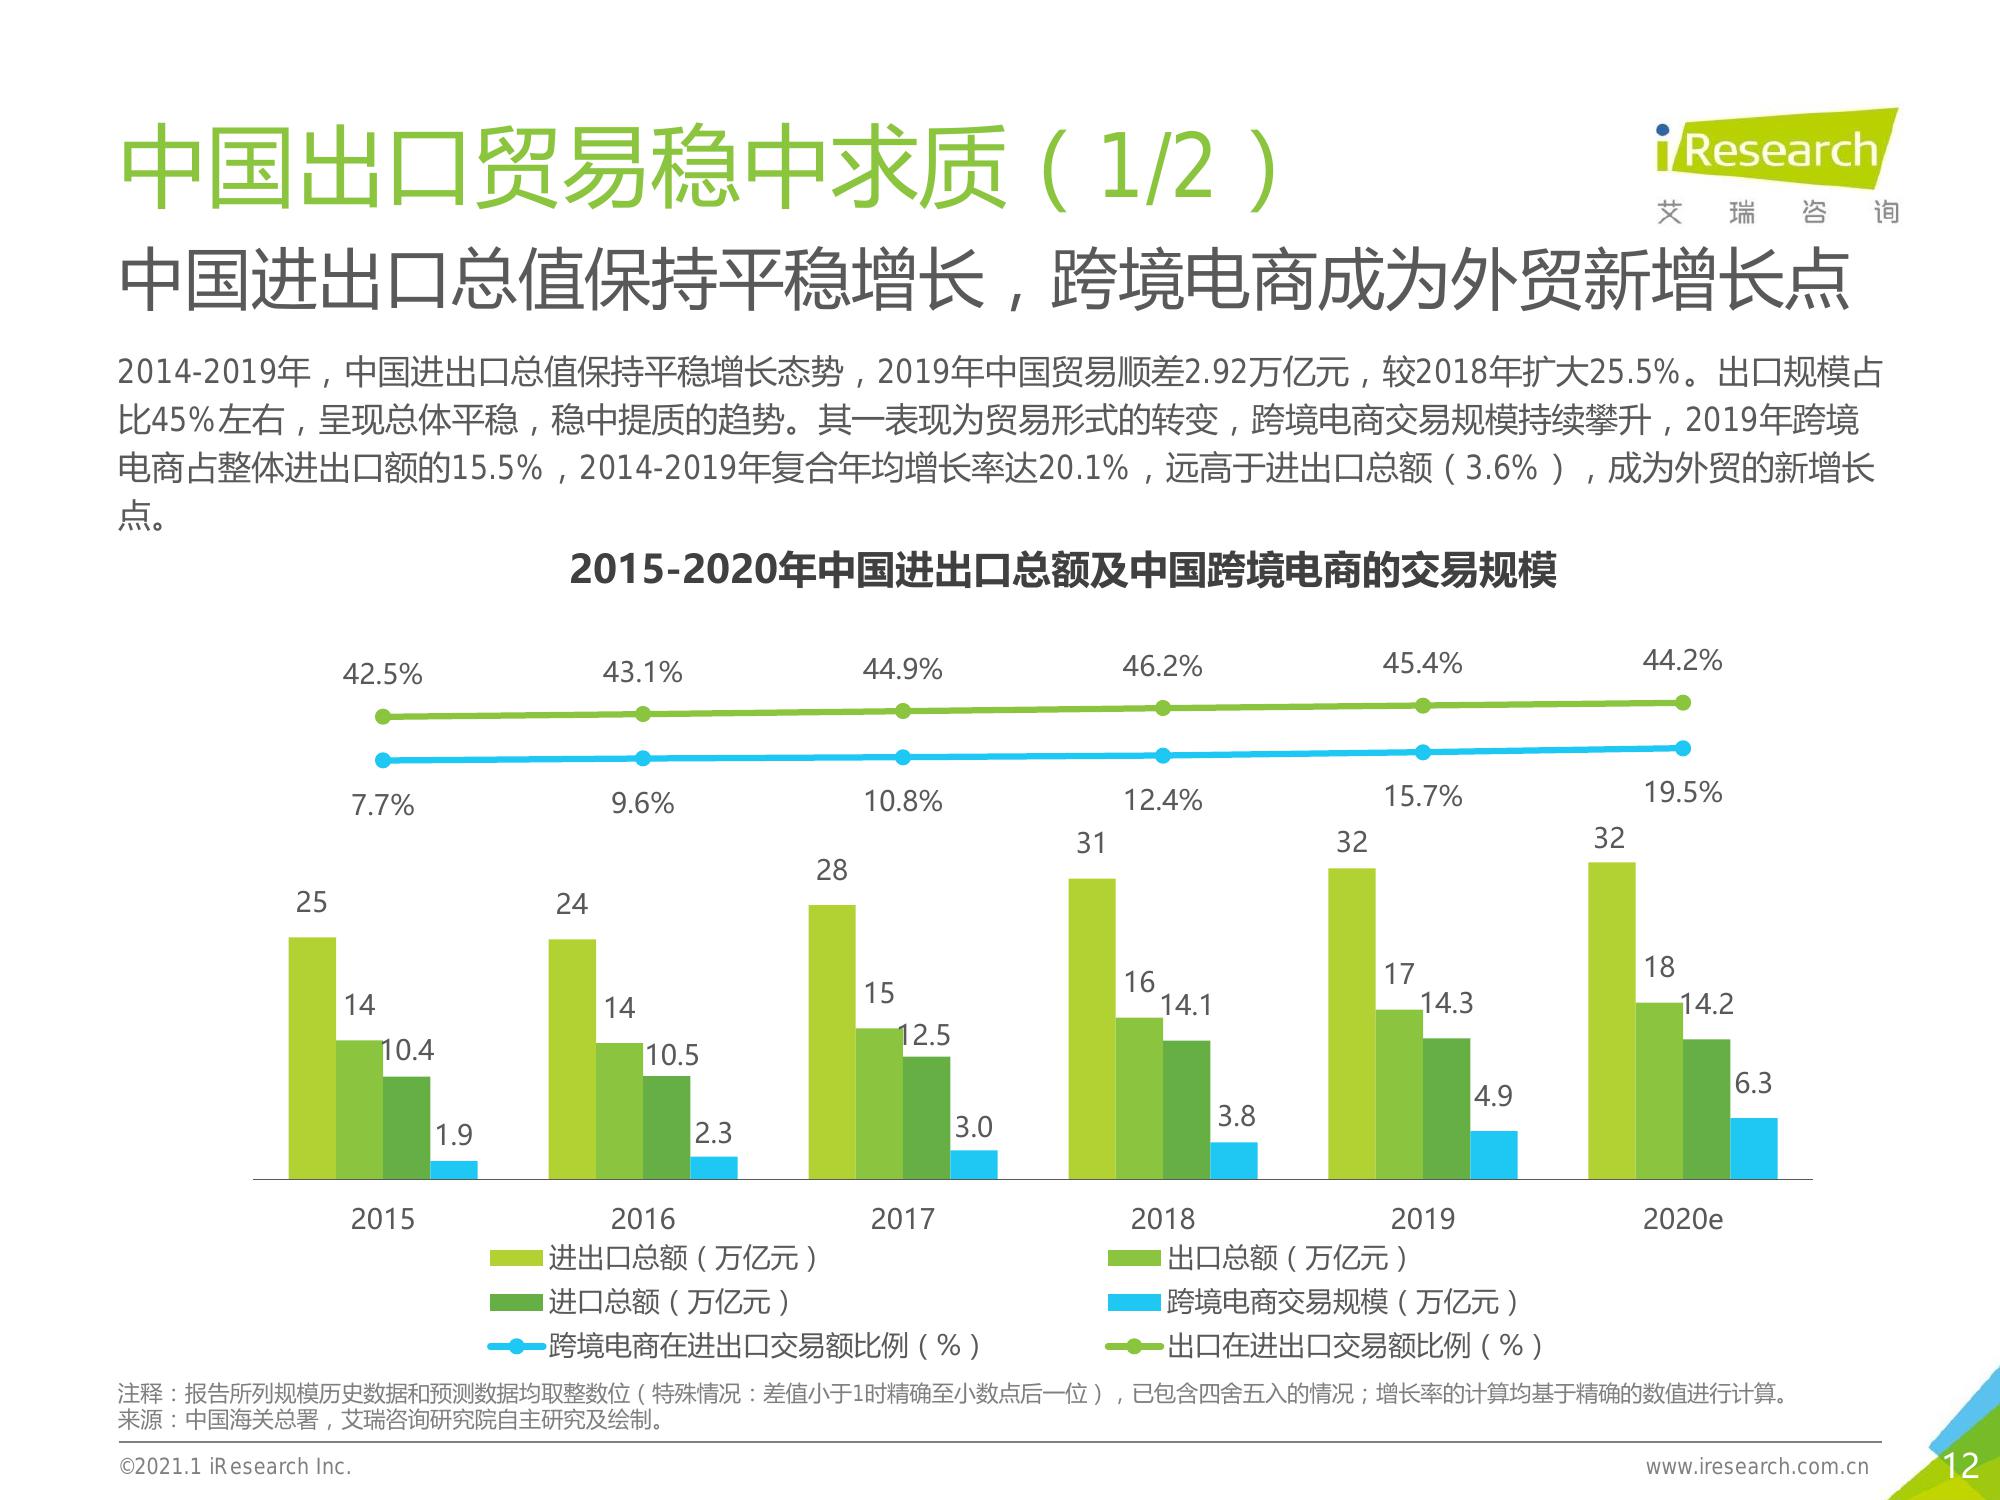 中国出口贸易稳中求质（1/2）
iResearch
艾瑞咨询
中国进出口总值保持平稳增长，跨境电商成为外贸新增长点
2014-2019年，中国进出口总值保持平稳增长态势，2019年中国贸易顺差2.92万亿元，较2018年扩大25.5%。出口规模占
比45%左右，呈现总体平稳，稳中提质的趋势。其一表现为贸易形式的转变，跨境电商交易规模持续攀升，2019年跨境
电商占整体进出口额的15.5%，2014-2019年复合年均增长率达20.1%，远高于进出口总额（3.6%），成为外贸的新增长
点。
2015-2020年中国进出口总额及中国跨境电商的交易规模
42.5% 43.1% 44.9% 46.2% 45.4% 44.2%
7.7% 9.6% 10.8% 12.4% 15.7% 19.5%
25 14 10.4 1.9
24 14 10.5 2.3
28 15 12.5 3.0
31 16 14.1 3.8
32 17 14.3 4.9
32 18 14.2 6.3
2015 2016 2017 2018 2019 2020e
进出口总额（万亿元） 出口总额（万亿元）
进口总额（万亿元） 跨境电商交易规模（万亿元）
跨境电商在进出口交易额比例（%） 出口在进出口交易额比例（%）
注释：报告所列规模历史数据和预测数据均取整数位（特殊情况：差值小于1时精确至小数点后一位），已包含四舍五入的情况；增长率的计算均基于精确的数值进行计算。
来源：中国海关总署，艾瑞咨询研究院自主研究及绘制。
©2021.1 iResearch Inc. www.iresearch.com.cn 12